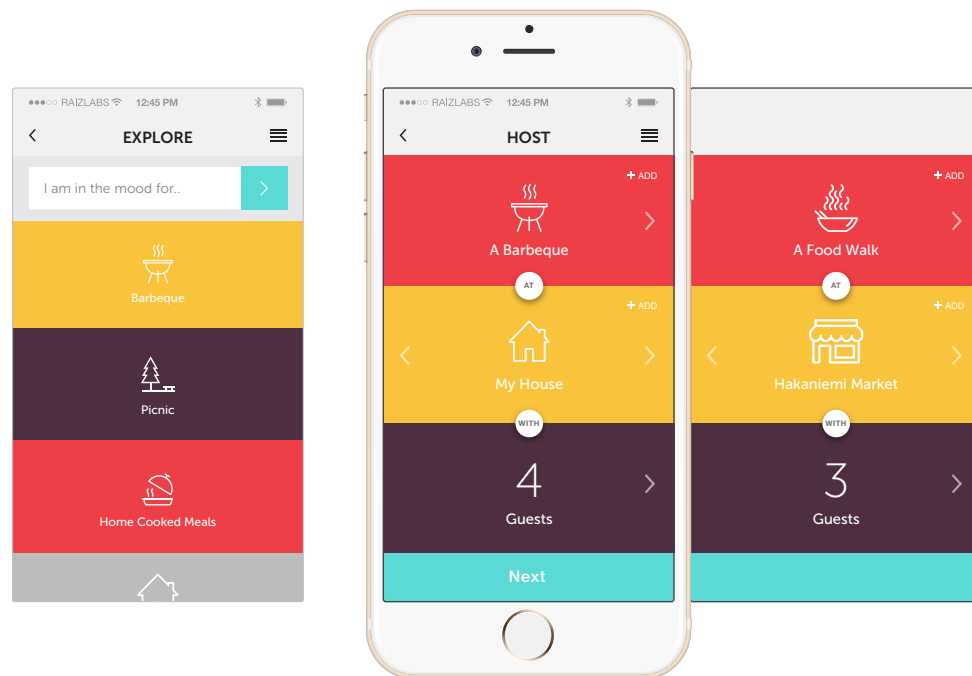 RAIZLABS 12:45 PM
EXPLORE
I am in the mood for..
Barbeque
Picnic
Home Cooked Meals
RAIZLABS 12:45 PM
HOST
+ ADD
A Barbeque
AT
+ ADD
My House
WITH
4
Guests
Next
+ ADD
A Food Walk
AT
+ ADD
Hakaniemi Market
WITH
3
Guests